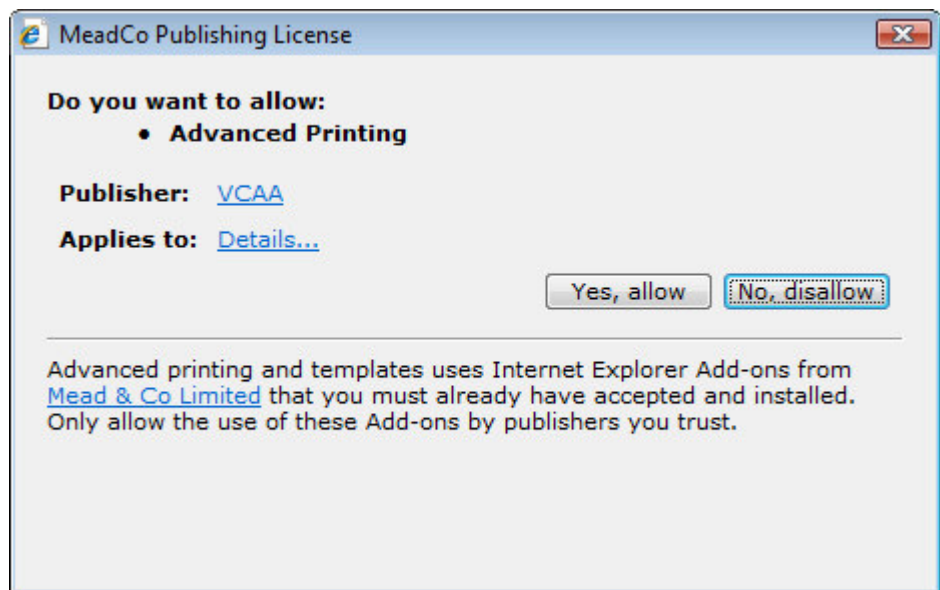 MeadCo Publishing License
Do you want to allow:
• Advanced Printing
Publisher: VCAA
Applies to: Details...
Yes, allow No, disallow
Advanced printing and templates uses Internet Explorer Add-ons from
Mead & Co Limited that you must already have accepted and installed.
Only allow the use of these Add-ons by publishers you trust.